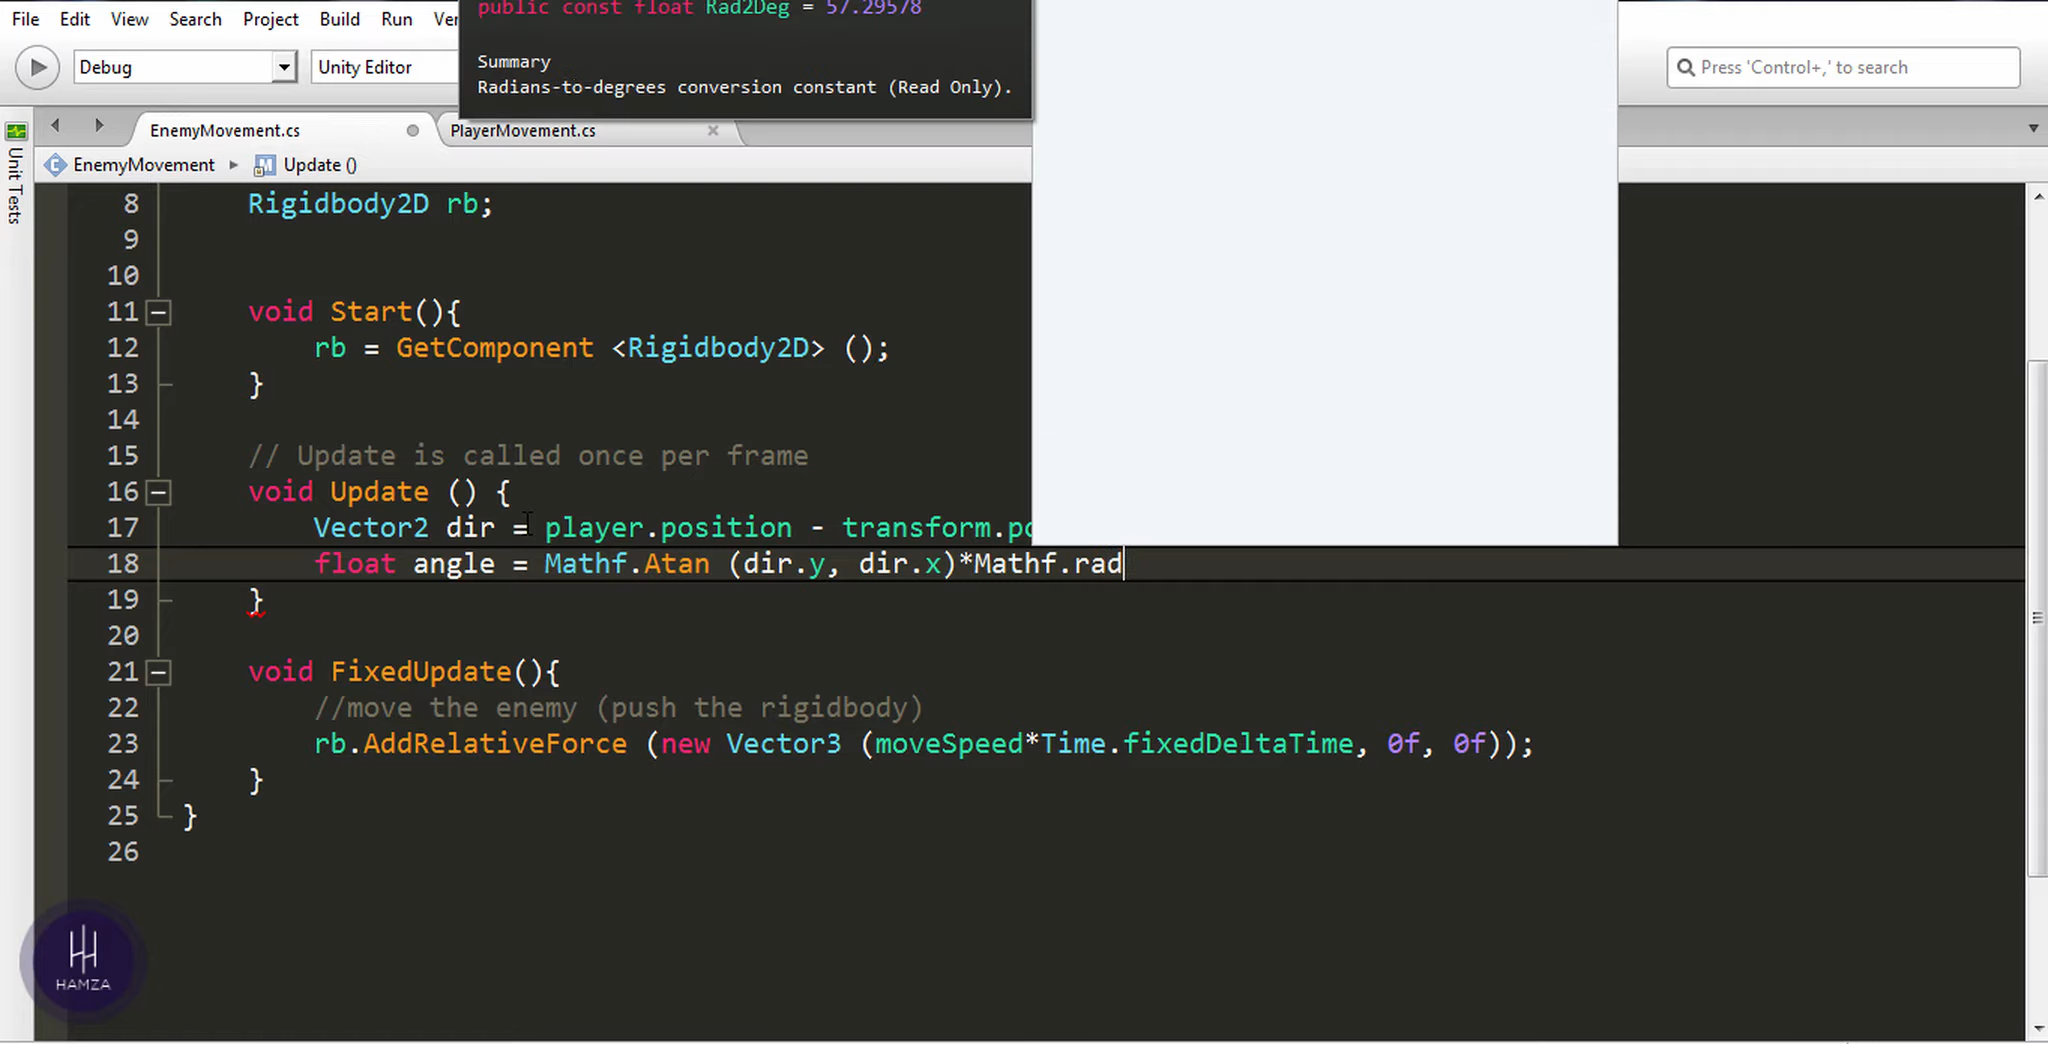 public const float Rad2Deg = 57.29578
File Edit View Search Project Build Run
Summary
Debug Unity Editor Press 'Control+,' to search
Radians-to-degrees conversion constant (Read Only).
EnemyMovement.cs PlayerMovement.cs
EnemyMovement Update ()
Unit Tests
8 Rigidbody2D rb;
9
10
11 void Start(){
12 rb = GetComponent <Rigidbody2D> ();
13 }
14
15 // Update is called once per frame
16 void Update () {
17 Vector2 dir = player.position - transform.po
18 float angle = Mathf.Atan (dir.y, dir.x)*Mathf.rad
19 }
20
21 void FixedUpdate(){
22 //move the enemy (push the rigidbody)
23 rb.AddRelativeForce (new Vector3 (moveSpeed*Time.fixedDeltaTime, 0f, 0f));
24 }
25 }
26
HAMZA